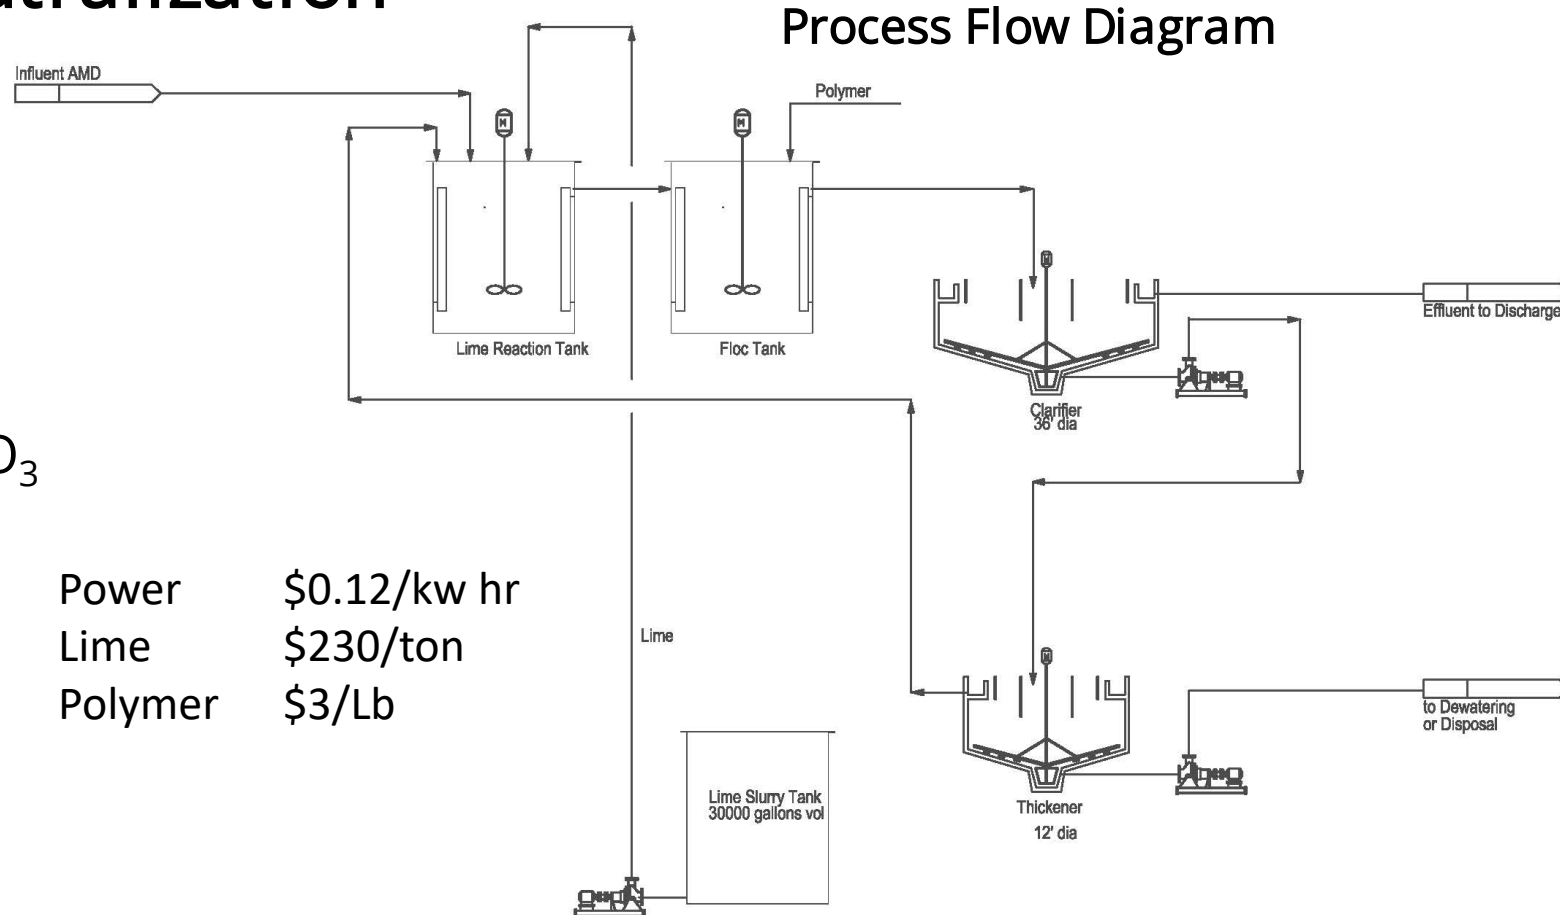 Process Flow Diagram
Influent AMD
Polymer
M
M
Lime Reaction Tank
Floc Tank
Effluent to Discharge
Clarifier
36' dia
O₃
Power $0.12/kw hr
Lime $230/ton
Polymer $3/Lb
Lime
to Dewatering
or Disposal
Lime Slurry Tank
30000 gallons vol
Thickener
12' dia